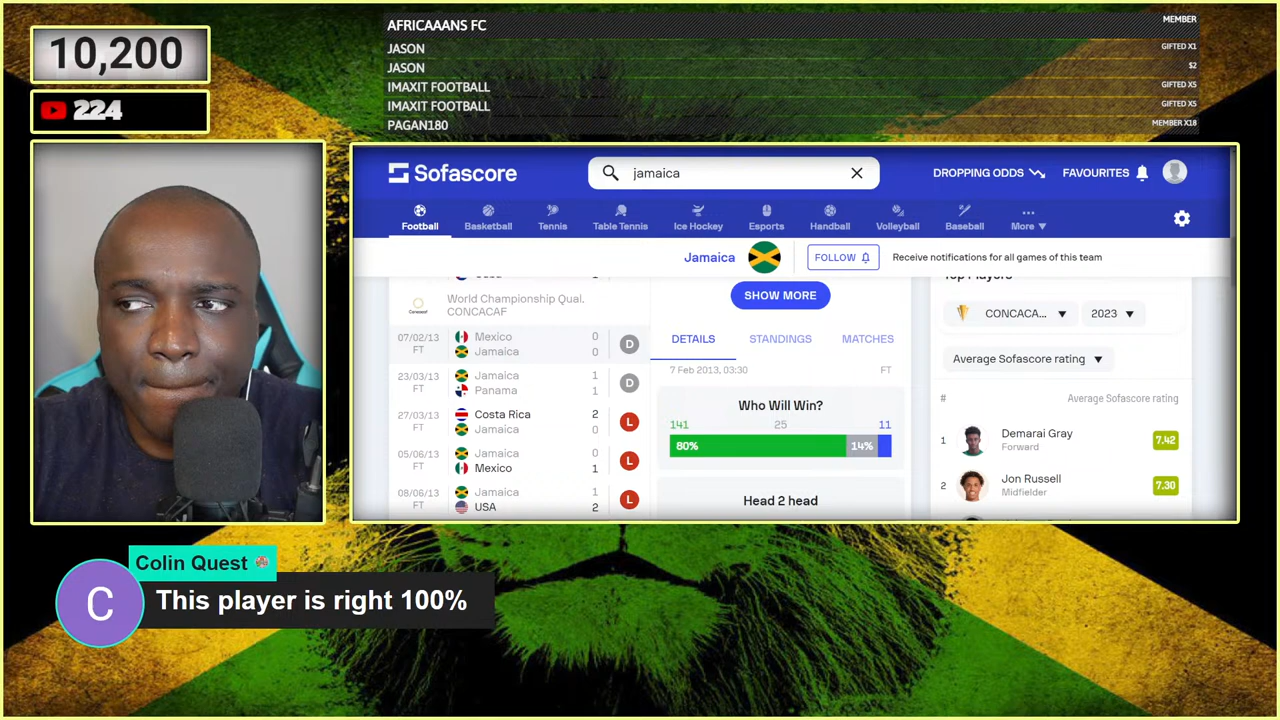 10,200
224
AFRICAAANS FC MEMBER
JASON GIFTED X1
JASON $2
IMAXIT FOOTBALL GIFTED X5
IMAXIT FOOTBALL GIFTED X5
PAGAN180 MEMBER X18
Sofascore
jamaica
DROPPING ODDS
FAVOURITES
Football
Basketball
Tennis
Table Tennis
Ice Hockey
Esports
Handball
Volleyball
Baseball
More
Jamaica
FOLLOW
Receive notifications for all games of this team
World Championship Qual.
CONCACAF
07/02/13 Mexico 0
FT Jamaica 0 D
23/03/13 Jamaica 1
FT Panama 1 D
27/03/13 Costa Rica 2
FT Jamaica 0 L
05/06/13 Jamaica 0
FT Mexico 1 L
08/06/13 Jamaica 1
FT USA 2 L
SHOW MORE
DETAILS STANDINGS MATCHES
7 Feb 2013, 03:30 FT
Who Will Win?
141 25 11
80% 14%
Head 2 head
Top Players
CONCACA... 2023
Average Sofascore rating
# Average Sofascore rating
1 Demarai Gray 7.42
Forward
2 Jon Russell 7.30
Midfielder
Colin Quest
C
This player is right 100%